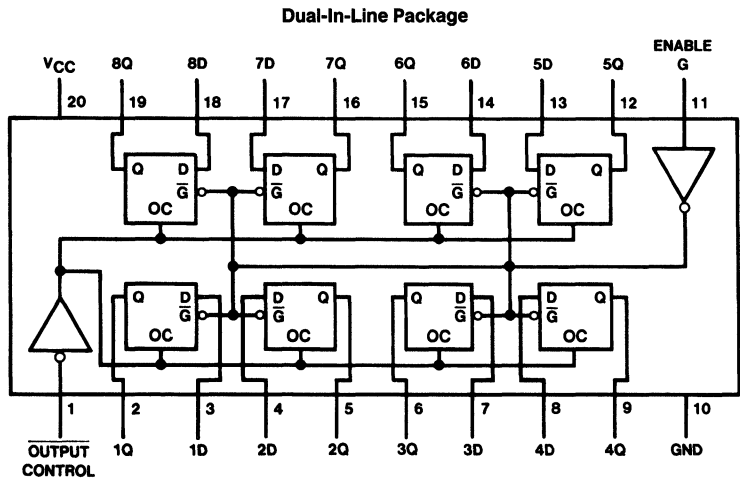 Dual-In-Line Package
VCC 8Q 8D 7D 7Q 6Q 6D 5D 5Q ENABLE G
20 19 18 17 16 15 14 13 12 11
Q D D Q Q D D Q
G̅ G̅ G̅ G̅
OC OC OC OC
Q D D Q Q D D Q
G̅ G̅ G̅ G̅
OC OC OC OC
1 2 3 4 5 6 7 8 9 10
O̅U̅T̅P̅U̅T̅ 1Q 1D 2D 2Q 3Q 3D 4D 4Q GND
CONTROL